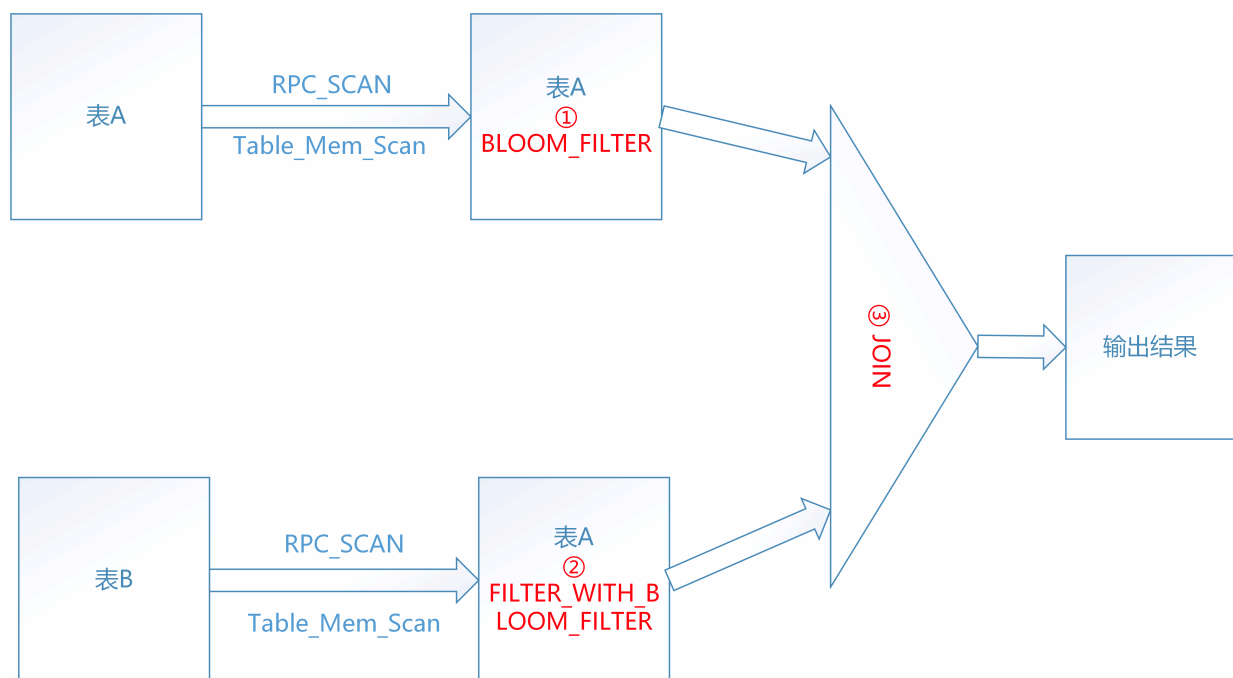 表A
RPC_SCAN
Table_Mem_Scan
表A
①
BLOOM_FILTER
③ JOIN
输出结果
表B
RPC_SCAN
Table_Mem_Scan
表A
②
FILTER_WITH_B
LOOM_FILTER